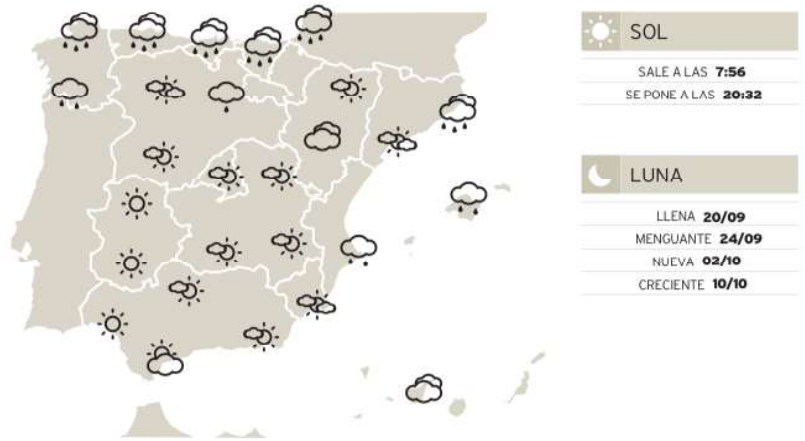 SOL
SALE A LAS 7:56
SE PONE A LAS 20:32
LUNA
LLENA 20/09
MENGUANTE 24/09
NUEVA 02/10
CRECIENTE 10/10